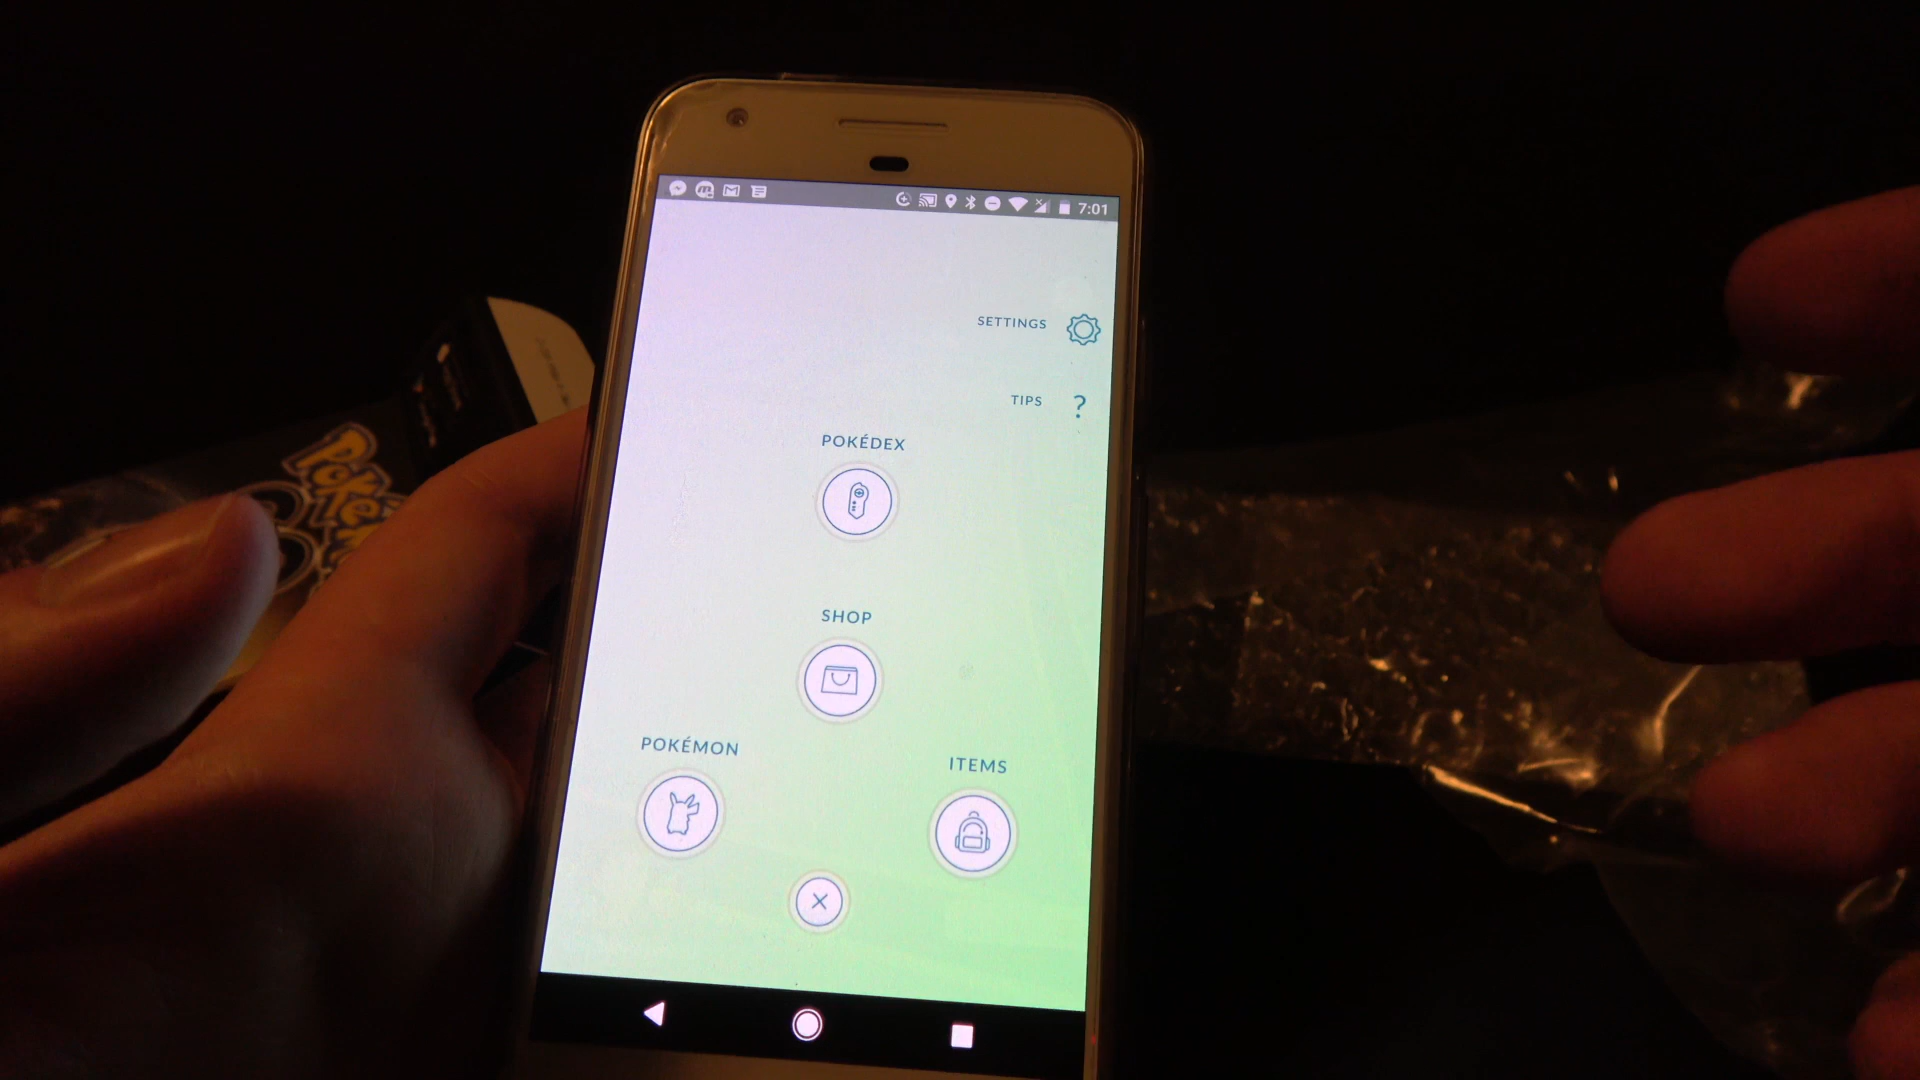 7:01
SETTINGS
TIPS
?
POKÉDEX
SHOP
POKÉMON
ITEMS